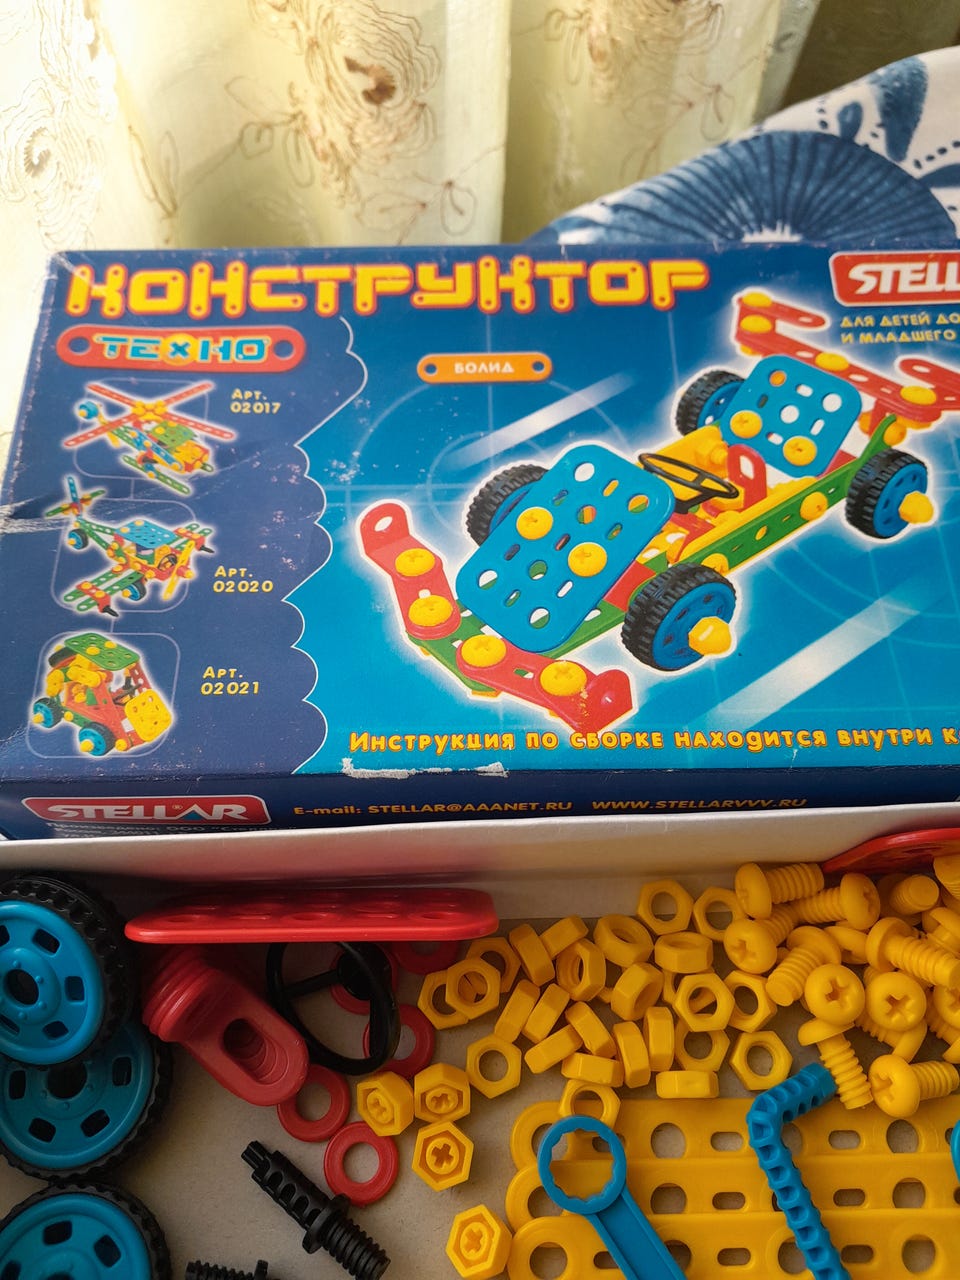 КОНСТРУКТОР
ТЕХНО
STELL
ДЛЯ ДЕТЕЙ ДО
И МЛАДШЕГО
БОЛИД
Арт.
02017
Арт.
02020
Арт.
02021
Инструкция по сборке находится внутри к
STELLAR®
E-mail: STELLAR@AAANET.RU WWW.STELLARVVV.RU